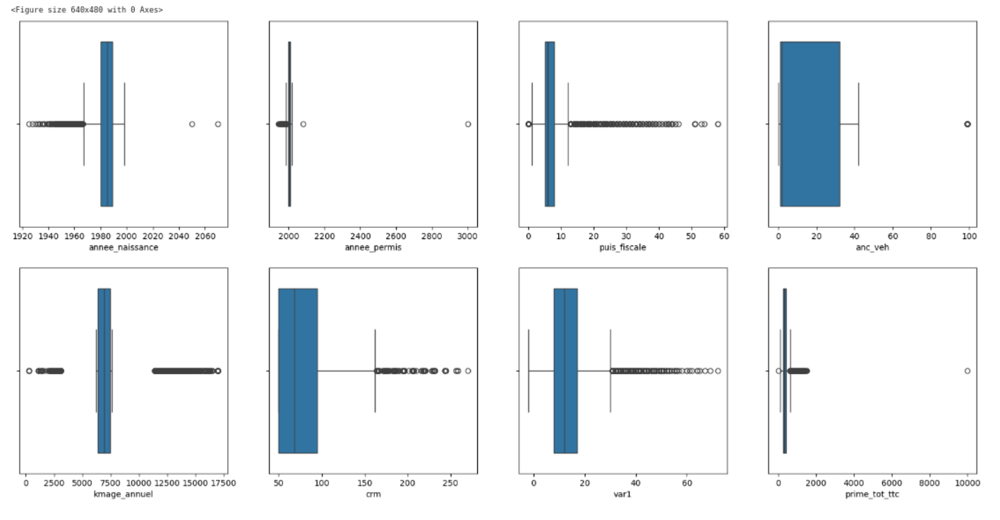 <Figure size 640x480 with 0 Axes>
1920 1940 1960 1980 2000 2020 2040 2060
annee_naissance
2000 2200 2400 2600 2800 3000
annee_permis
0 10 20 30 40 50 60
puis_fiscale
0 20 40 60 80 100
anc_veh
0 2500 5000 7500 10000 12500 15000 17500
kmage_annuel
50 100 150 200 250
crm
0 20 40 60
var1
0 2000 4000 6000 8000 10000
prime_tot_ttc